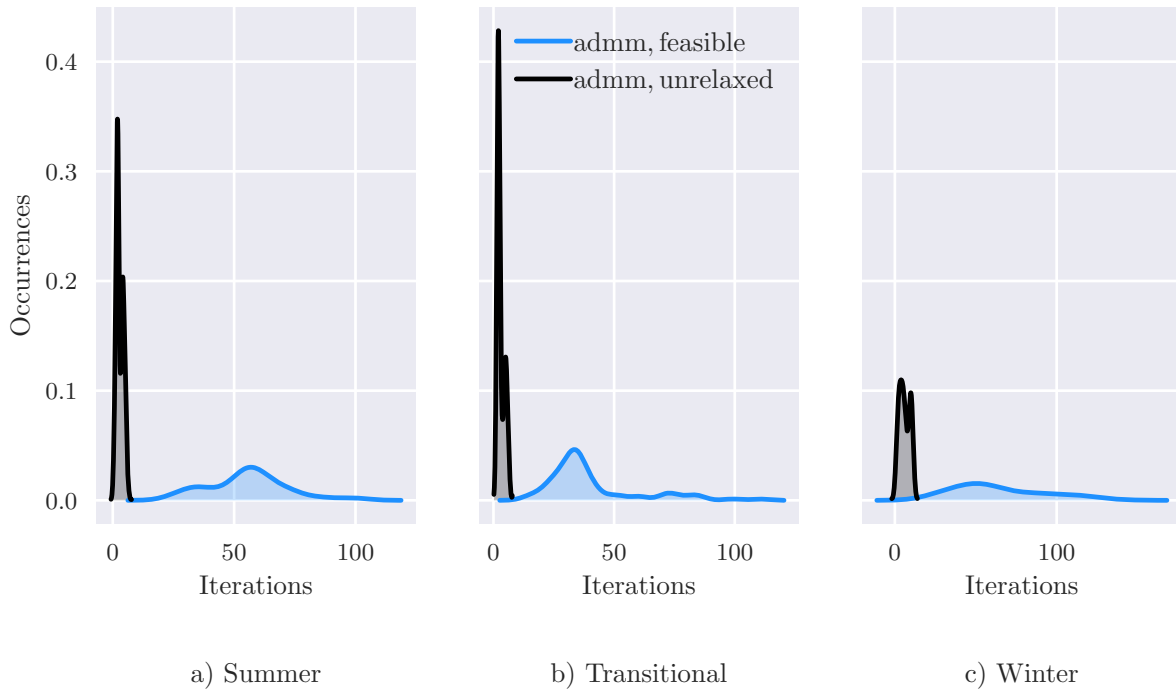 admm, feasible
admm, unrelaxed
Occurrences
0.4
0.3
0.2
0.1
0.0
0 50 100
0 50 100
0 100
Iterations Iterations Iterations
a) Summer b) Transitional c) Winter